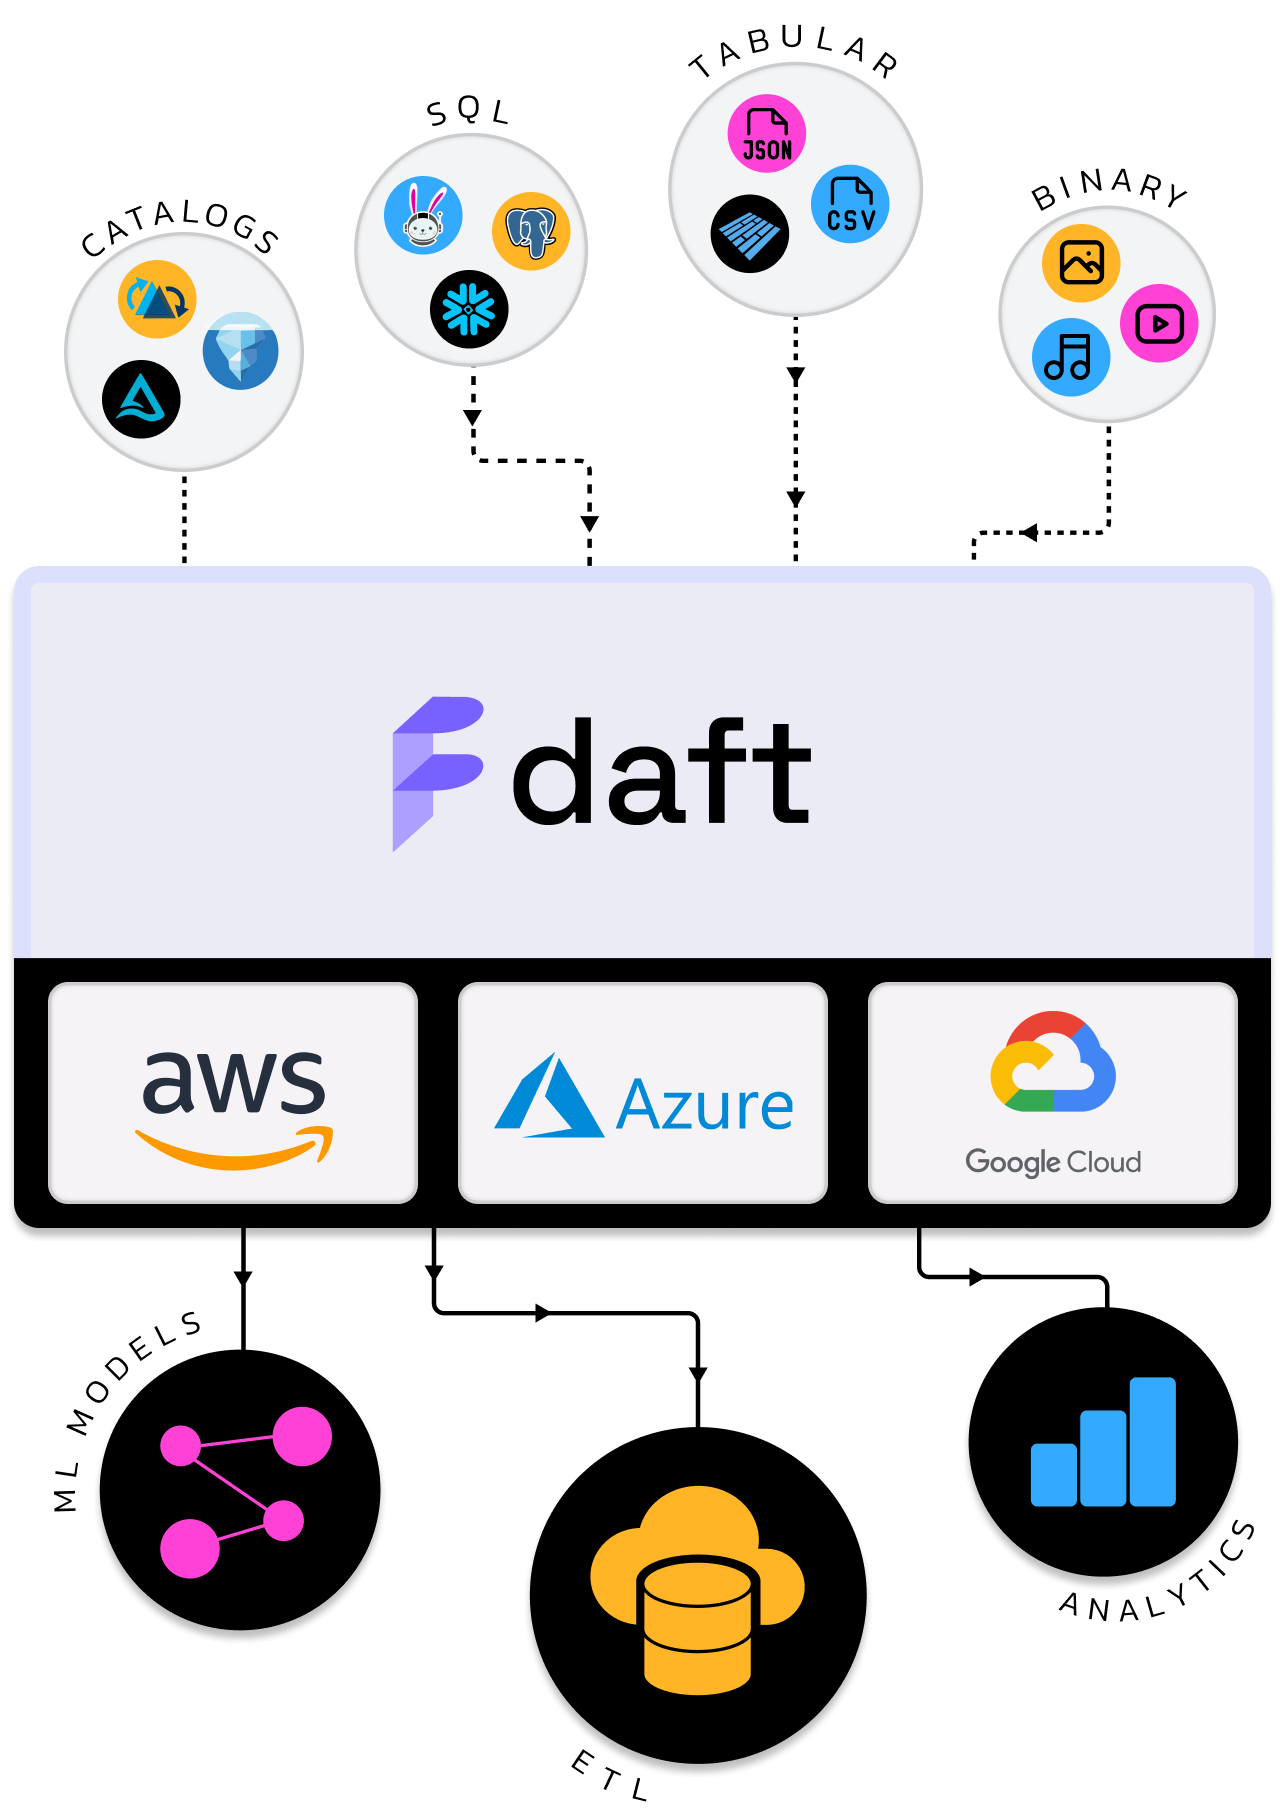 TABULAR
SQL
JSON
BINARY
CATALOGS
CSV
daft
aws
Azure
Google Cloud
ML MODELS
ANALYTICS
ETL